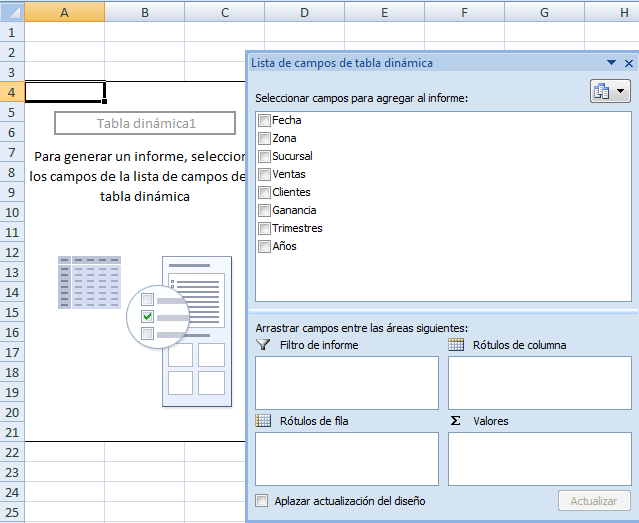 A B C D E F G H
1
2
3
4
5
6
7
8
9
10
11
12
13
14
15
16
17
18
19
20
21
22
23
24
25
Tabla dinámica1
Para generar un informe, seleccion
los campos de la lista de campos de
tabla dinámica
Lista de campos de tabla dinámica
Seleccionar campos para agregar al informe:
Fecha
Zona
Sucursal
Ventas
Clientes
Ganancia
Trimestres
Años
Arrastrar campos entre las áreas siguientes:
Filtro de informe
Rótulos de columna
Rótulos de fila
Σ Valores
Aplazar actualización del diseño
Actualizar